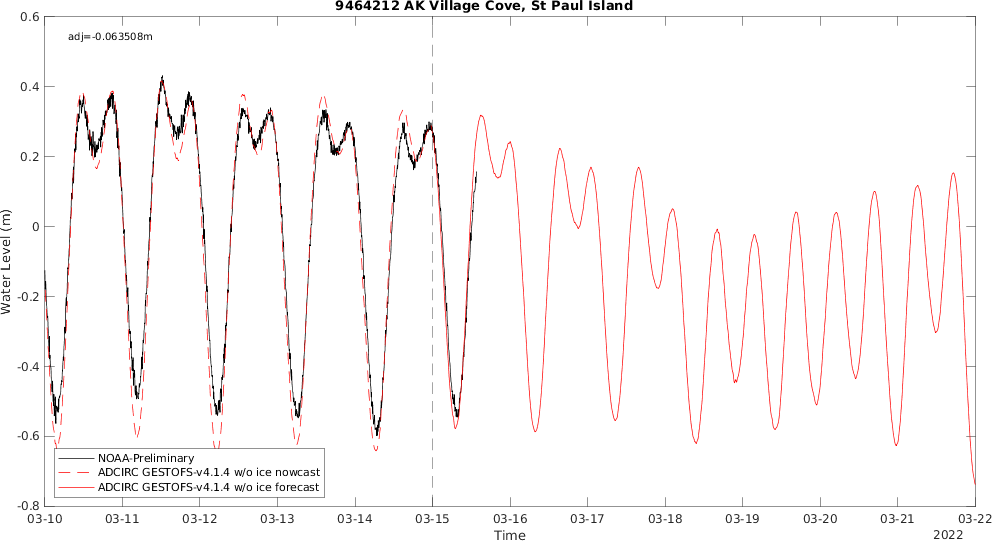 9464212 AK Village Cove, St Paul Island
adj=-0.063508m
0.6
0.4
0.2
0
-0.2
-0.4
-0.6
-0.8
Water Level (m)
NOAA-Preliminary
ADCIRC GESTOFS-v4.1.4 w/o ice nowcast
ADCIRC GESTOFS-v4.1.4 w/o ice forecast
03-10 03-11 03-12 03-13 03-14 03-15 03-16 03-17 03-18 03-19 03-20 03-21 03-22
Time
2022